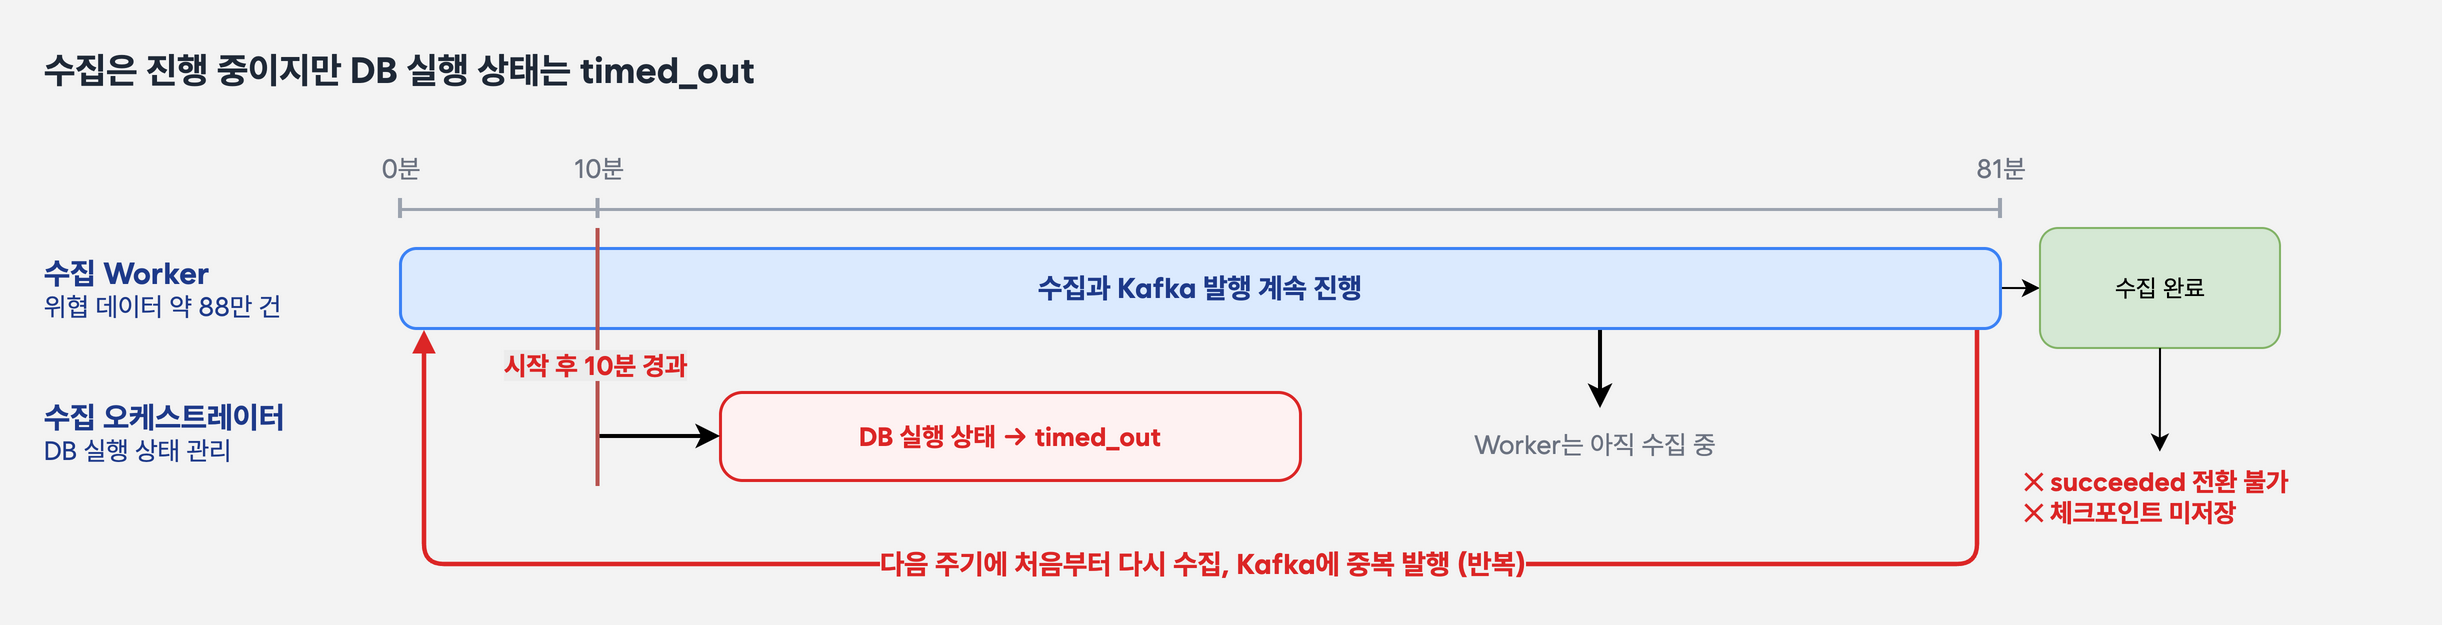 수집은 진행 중이지만 DB 실행 상태는 timed_out
0분
10분
81분
수집 Worker
위협 데이터 약 88만 건
수집과 Kafka 발행 계속 진행
수집 완료
시작 후 10분 경과
수집 오케스트레이터
DB 실행 상태 관리
DB 실행 상태 → timed_out
Worker는 아직 수집 중
✕ succeeded 전환 불가
✕ 체크포인트 미저장
다음 주기에 처음부터 다시 수집, Kafka에 중복 발행 (반복)